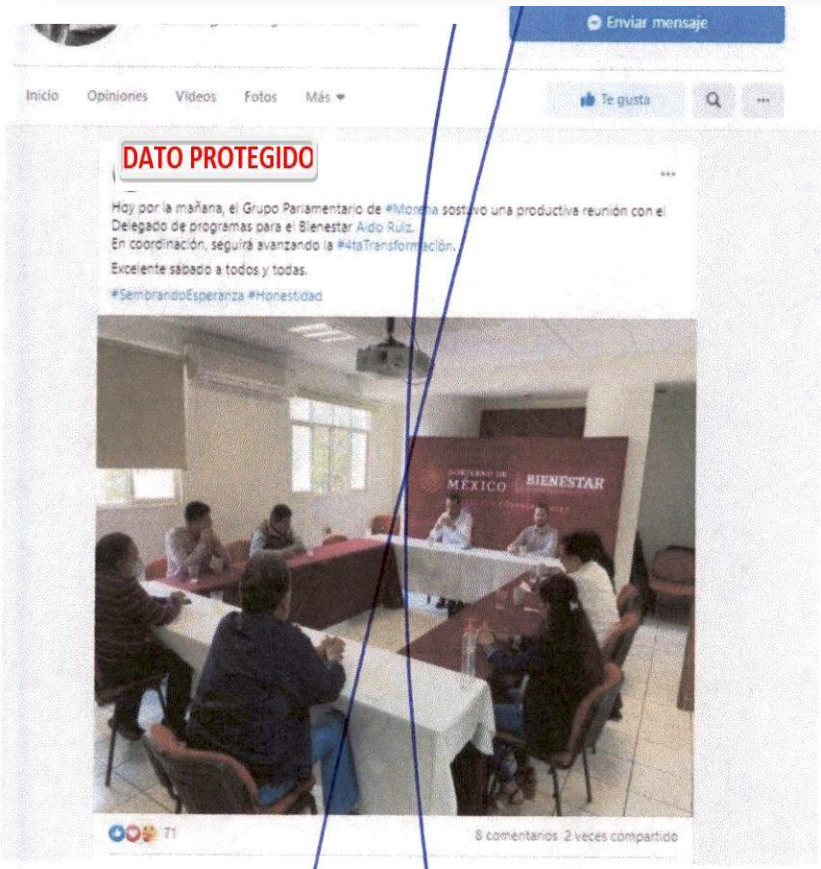 Enviar mensaje
Inicio Opiniones Videos Fotos Más
Te gusta
DATO PROTEGIDO
Hoy por la mañana, el Grupo Parlamentario de #Morena sostuvo una productiva reunión con el
Delegado de programas para el Bienestar Aldo Ruiz.
En coordinación, seguirá avanzando la #4taTransformación.
Excelente sábado a todos y todas.
#SembrandoEsperanza #Honestidad
GOBIERNO DE
MÉXICO
BIENESTAR
71
8 comentarios 2 veces compartido